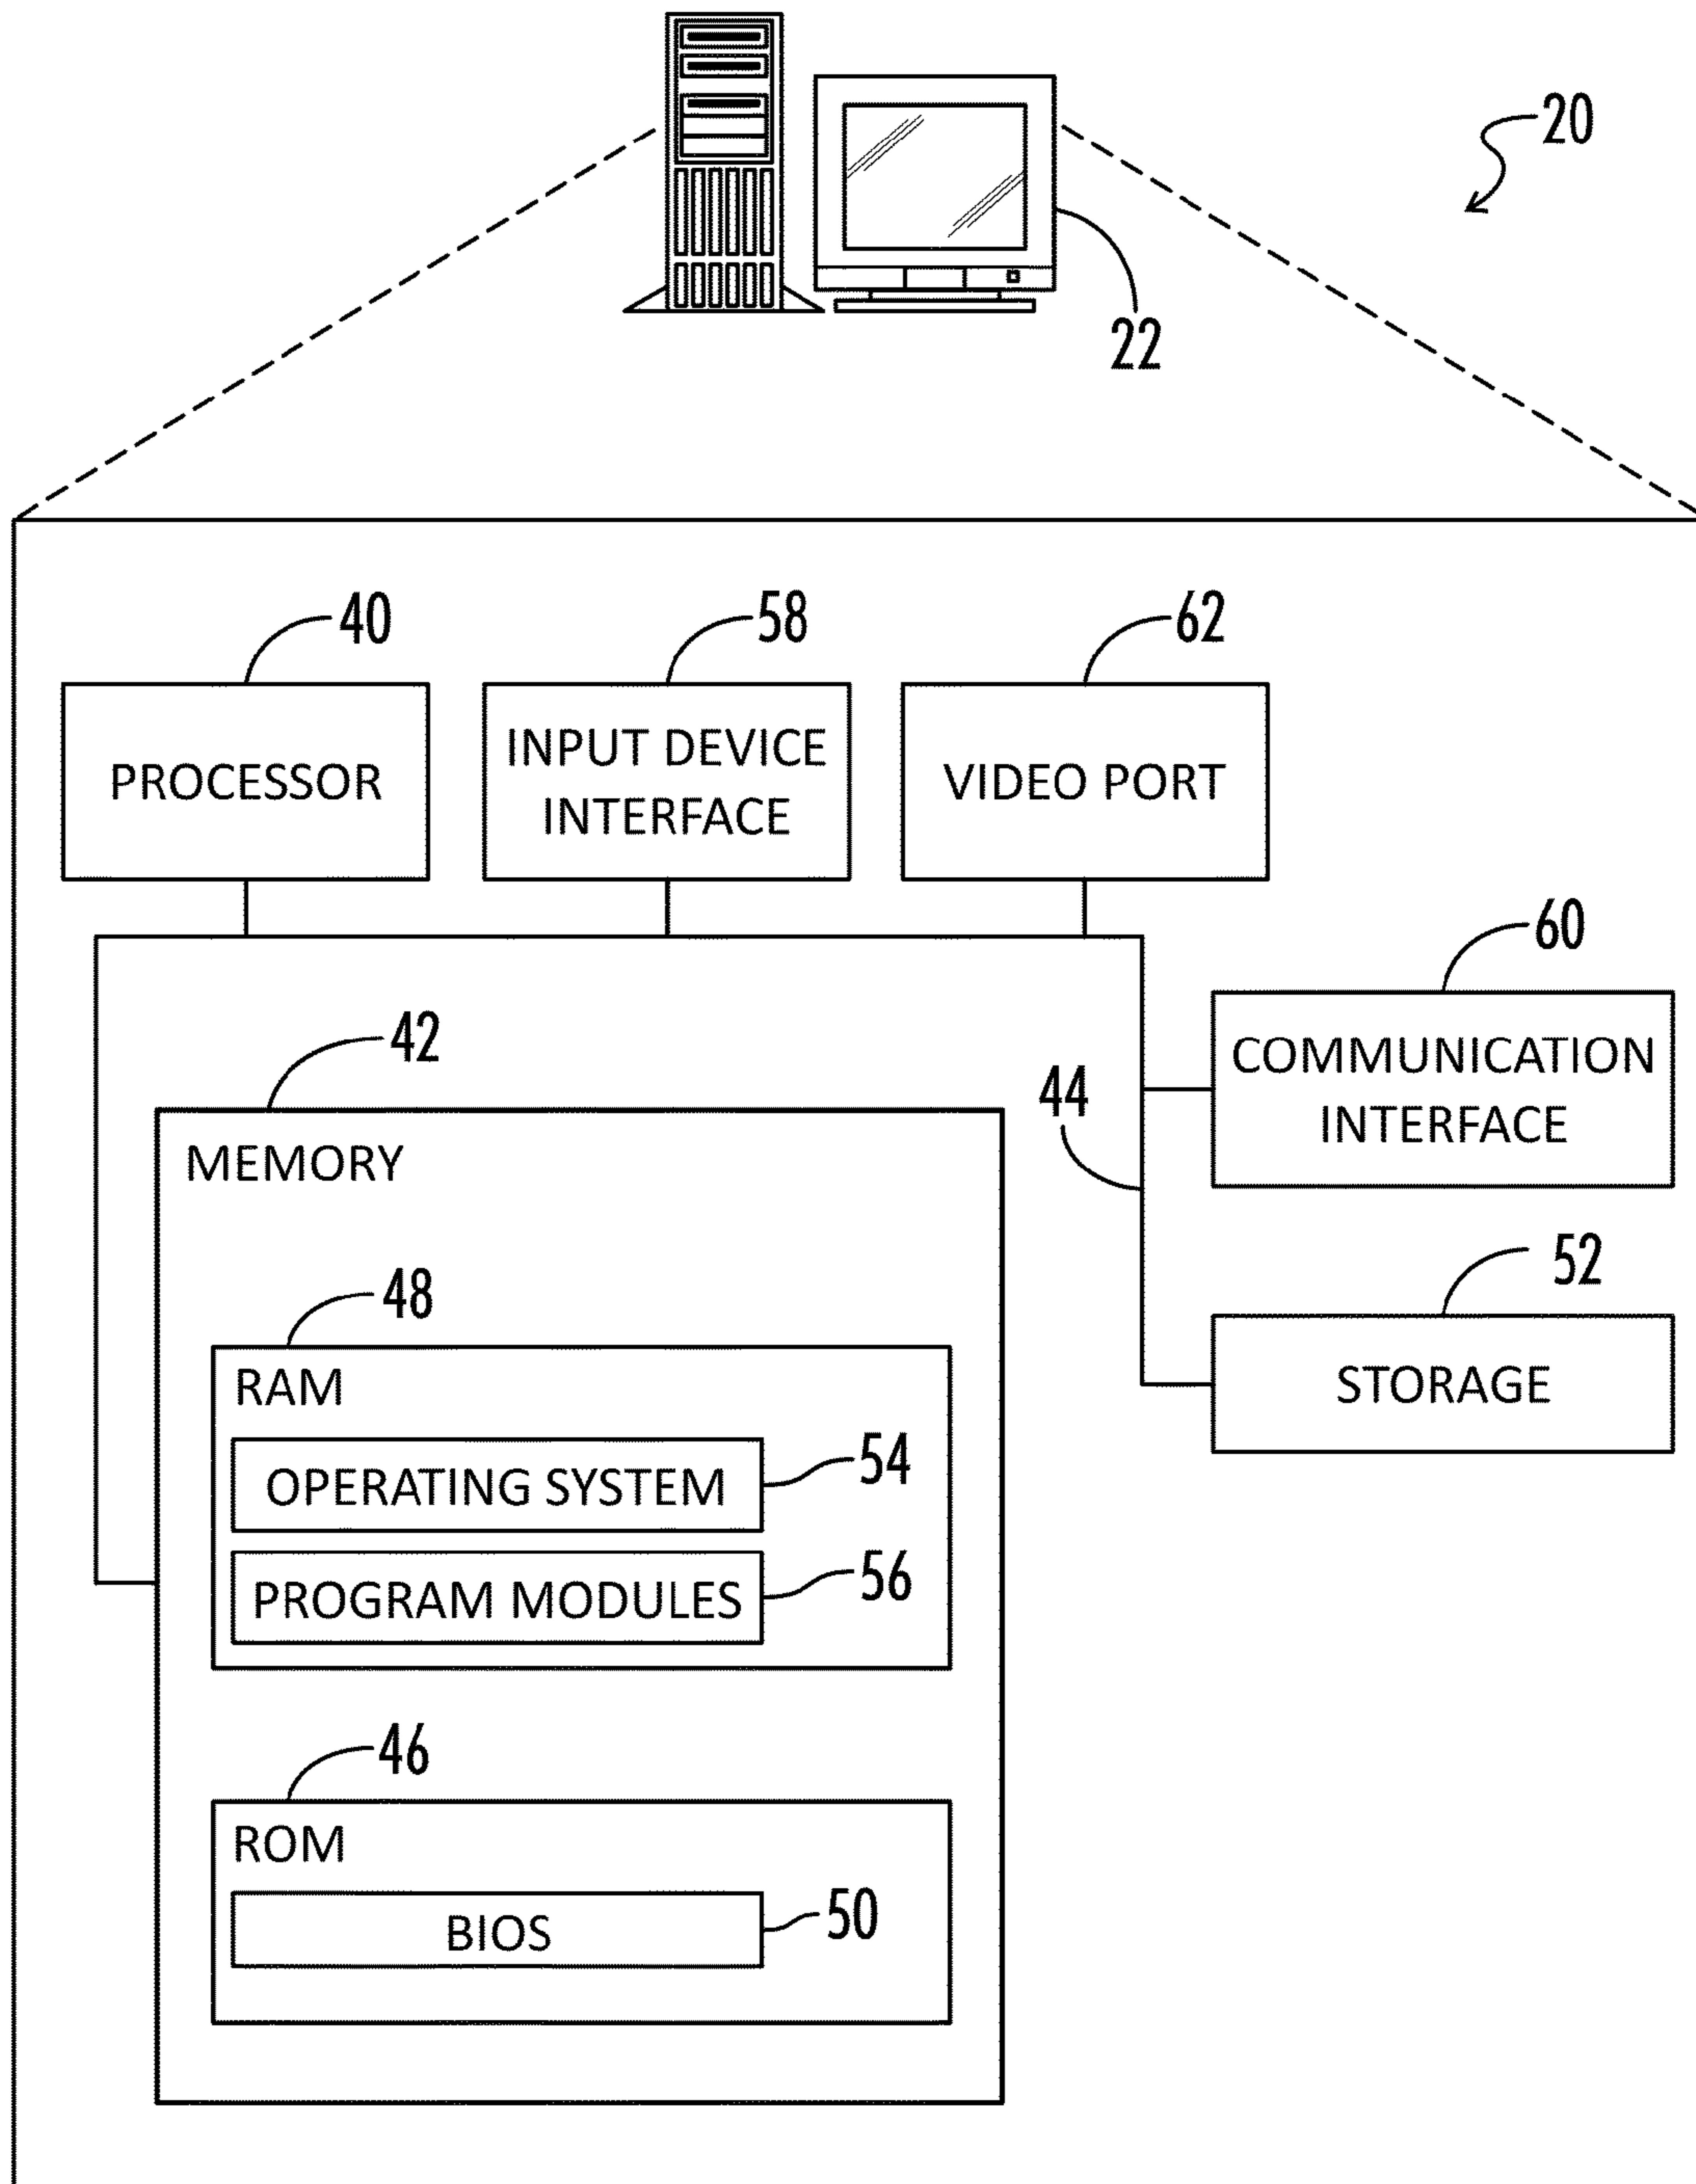 20
22
40
58
62
PROCESSOR
INPUT DEVICE
INTERFACE
VIDEO PORT
60
COMMUNICATION
INTERFACE
42
44
MEMORY
52
STORAGE
48
RAM
OPERATING SYSTEM
54
PROGRAM MODULES
56
46
ROM
BIOS
50